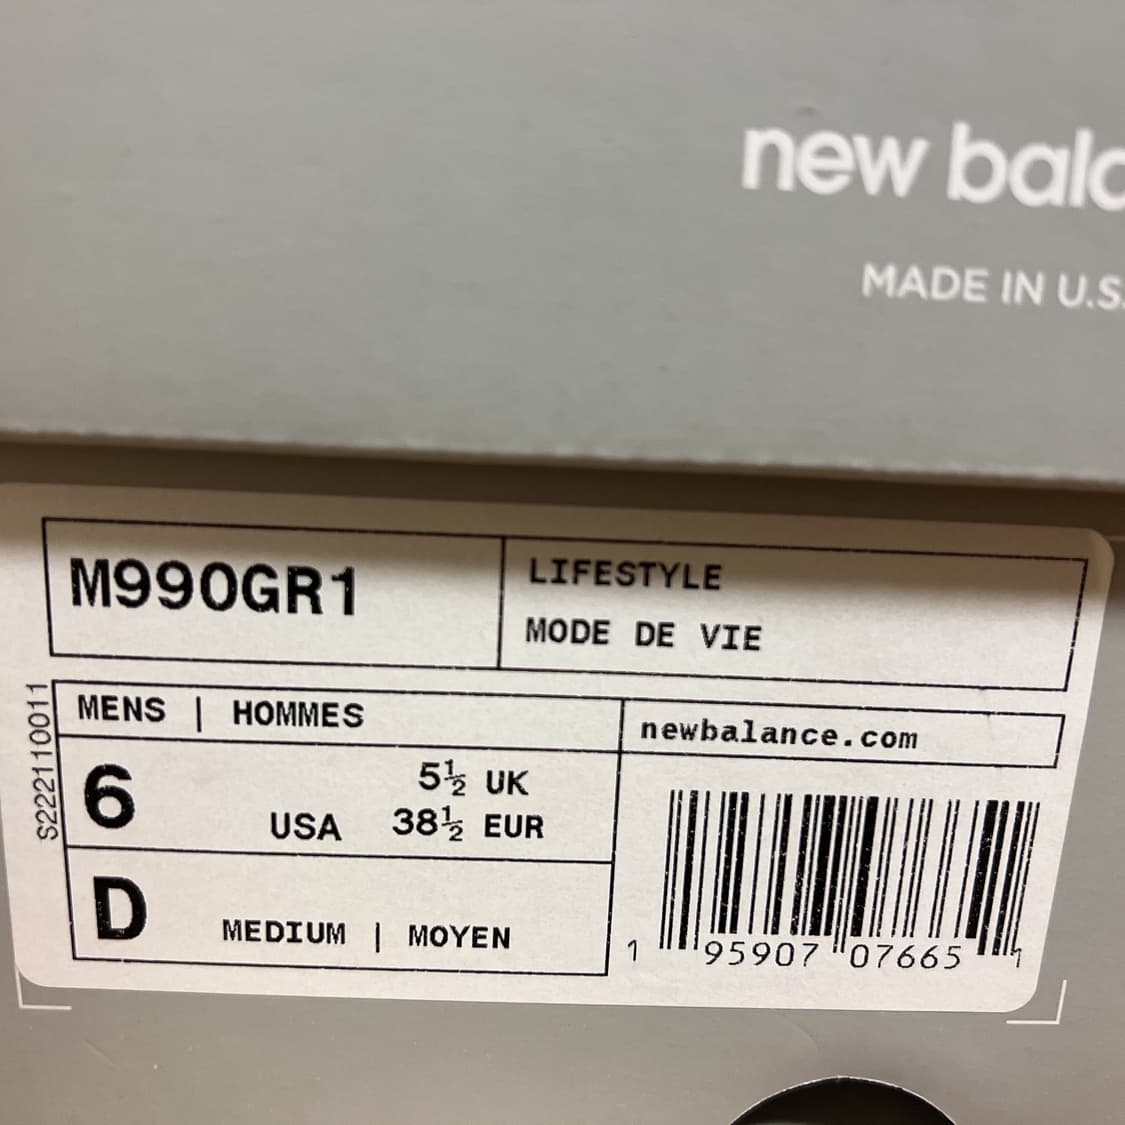 new bala
MADE IN U.S.
M990GR1
LIFESTYLE
MODE DE VIE
S222110011
MENS | HOMMES
newbalance.com
6 USA
5½ UK
38½ EUR
D MEDIUM | MOYEN
1 95907 07665 1